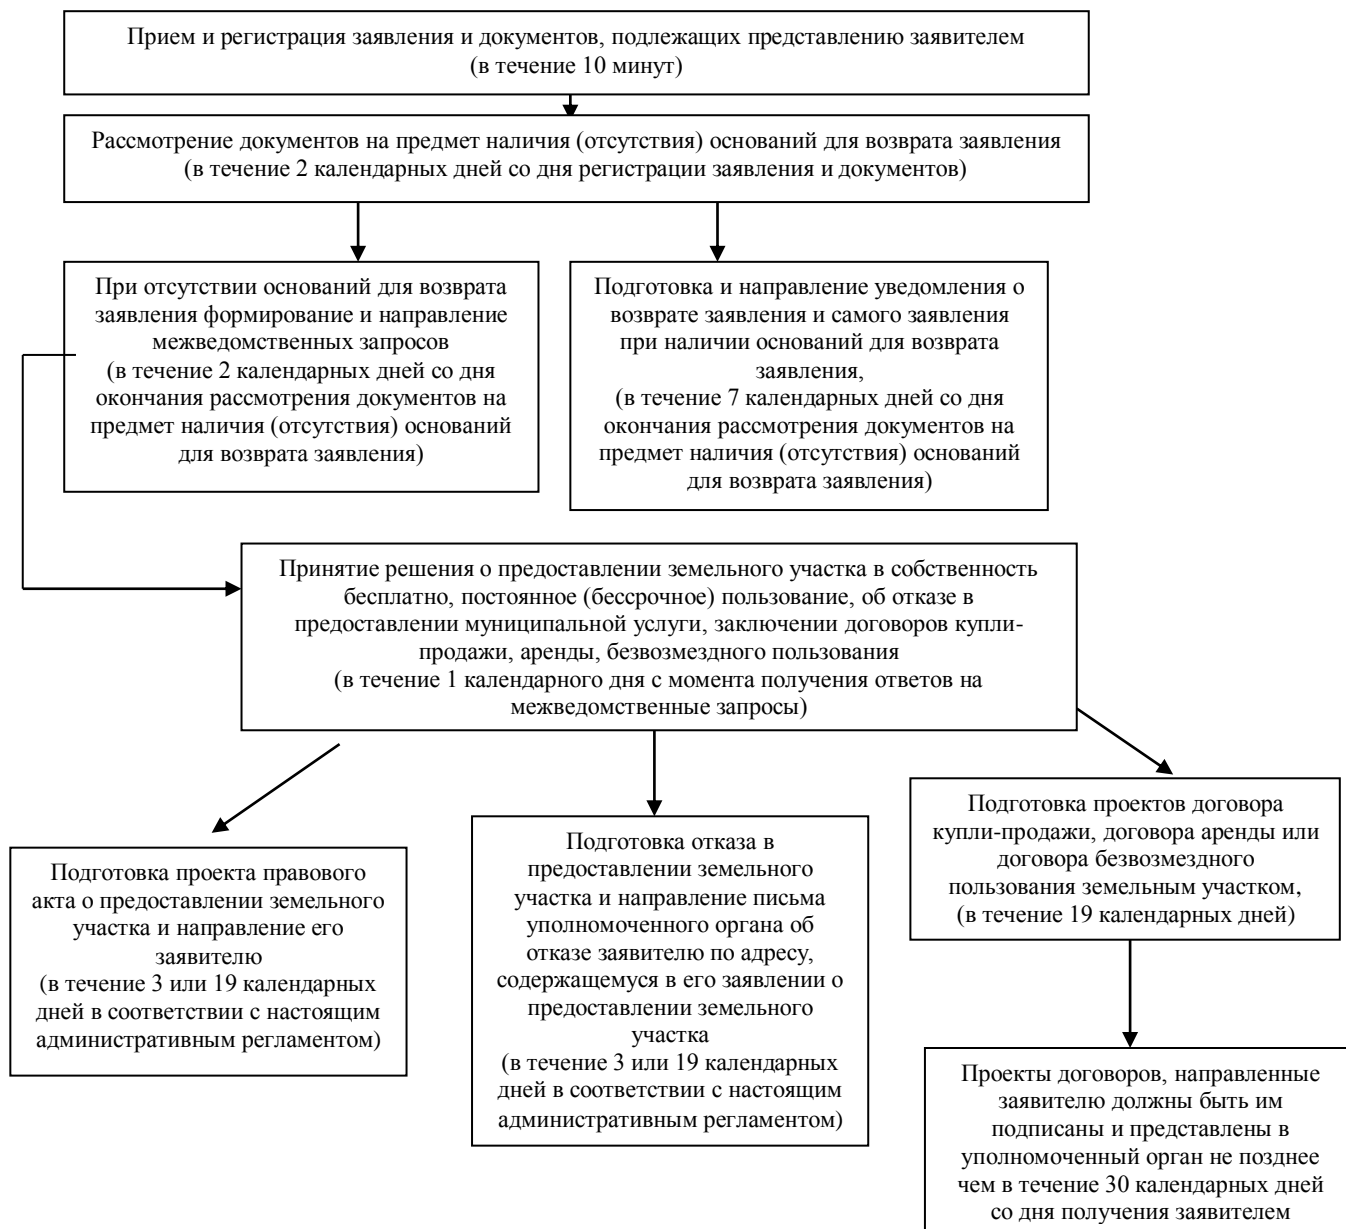 Прием и регистрация заявления и документов, подлежащих представлению заявителем
(в течение 10 минут)
Рассмотрение документов на предмет наличия (отсутствия) оснований для возврата заявления
(в течение 2 календарных дней со дня регистрации заявления и документов)
При отсутствии оснований для возврата
заявления формирование и направление
межведомственных запросов
(в течение 2 календарных дней со дня
окончания рассмотрения документов на
предмет наличия (отсутствия) оснований
для возврата заявления)
Подготовка и направление уведомления о
возврате заявления и самого заявления
при наличии оснований для возврата
заявления,
(в течение 7 календарных дней со дня
окончания рассмотрения документов на
предмет наличия (отсутствия) оснований
для возврата заявления)
Принятие решения о предоставлении земельного участка в собственность
бесплатно, постоянное (бессрочное) пользование, об отказе в
предоставлении муниципальной услуги, заключении договоров купли-
продажи, аренды, безвозмездного пользования
(в течение 1 календарного дня с момента получения ответов на
межведомственные запросы)
Подготовка проекта правового
акта о предоставлении земельного
участка и направление его
заявителю
(в течение 3 или 19 календарных
дней в соответствии с настоящим
административным регламентом)
Подготовка отказа в
предоставлении земельного
участка и направление письма
уполномоченного органа об
отказе заявителю по адресу,
содержащемуся в его заявлении о
предоставлении земельного
участка
(в течение 3 или 19 календарных
дней в соответствии с настоящим
административным регламентом)
Подготовка проектов договора
купли-продажи, договора аренды или
договора безвозмездного
пользования земельным участком,
(в течение 19 календарных дней)
Проекты договоров, направленные
заявителю должны быть им
подписаны и представлены в
уполномоченный орган не позднее
чем в течение 30 календарных дней
со дня получения заявителем